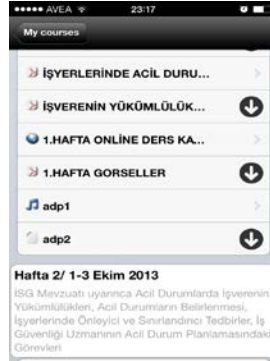 AVEA 23:17
My courses
İŞYERLERİNDE ACİL DURU...
İŞVERENİN YÜKÜMLÜLÜK...
1.HAFTA ONLİNE DERS KA...
1.HAFTA GORSELLER
adp1
adp2
Hafta 2/ 1-3 Ekim 2013
İSG Mevzuatı uyarınca Acil Durumlarda İşverenin
Yükümlülükleri, Acil Durumların Belirlenmesi,
İşyerlerinde Önleyici ve Sınırlandırıcı Tedbirler, İş
Güvenliği Uzmanının Acil Durum Planlamasındaki
Görevleri